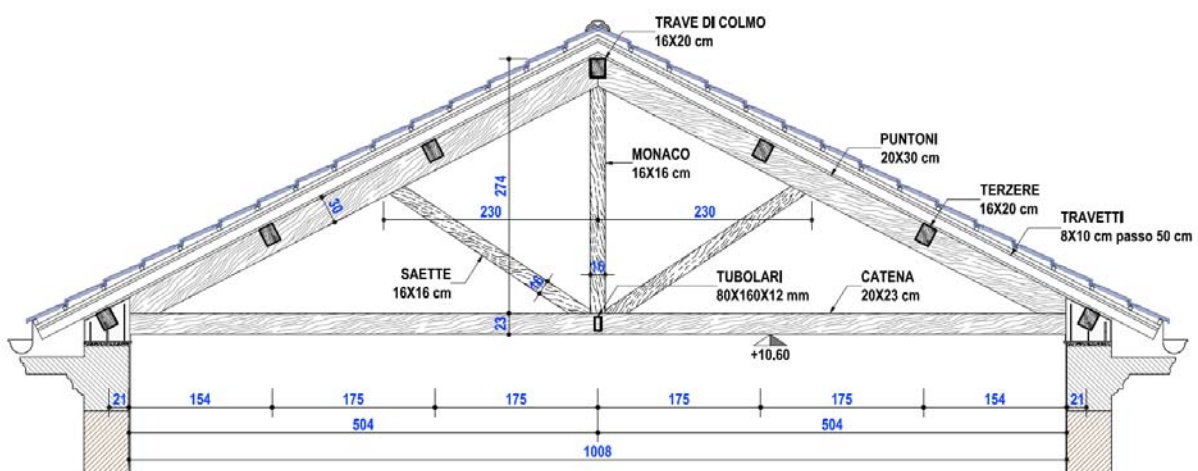 TRAVE DI COLMO
16X20 cm
PUNTONI
20X30 cm
MONACO
16X16 cm
274
TERZERE
16X20 cm
30
230
230
TRAVETTI
8X10 cm passo 50 cm
SAETTE
16X16 cm
16
16
TUBOLARI
80X160X12 mm
CATENA
20X23 cm
23
+10.60
21
154
175
175
175
175
154
21
504
504
1008